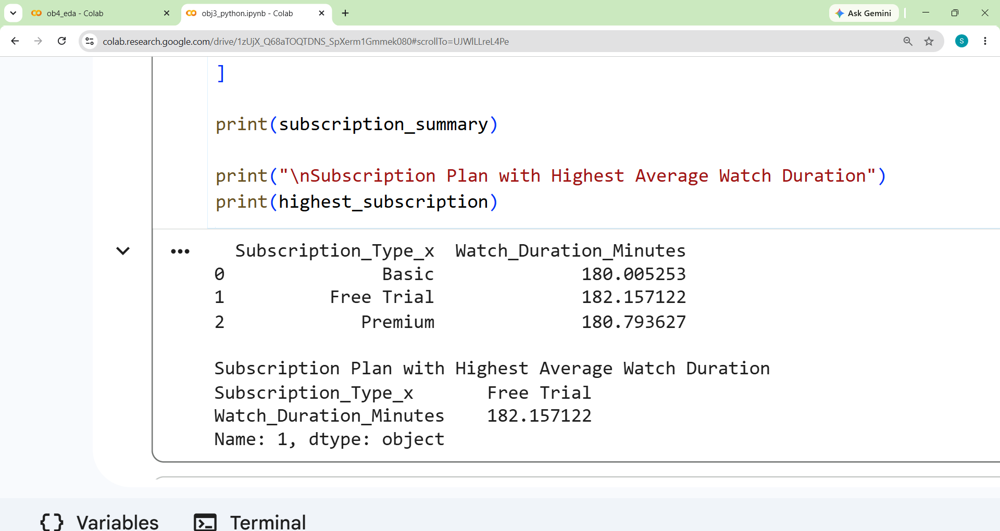 ob4_eda - Colab
obj3_python.ipynb - Colab
Ask Gemini
colab.research.google.com/drive/1zUjX_Q68aTOQTDNS_SpXerm1Gmmek080#scrollTo=UJWlLLreL4Pe
S
]
print(subscription_summary)
print("\nSubscription Plan with Highest Average Watch Duration")
print(highest_subscription)
Subscription_Type_x  Watch_Duration_Minutes
0  Basic  180.005253
1  Free Trial  182.157122
2  Premium  180.793627
Subscription Plan with Highest Average Watch Duration
Subscription_Type_x  Free Trial
Watch_Duration_Minutes  182.157122
Name: 1, dtype: object
Variables
Terminal